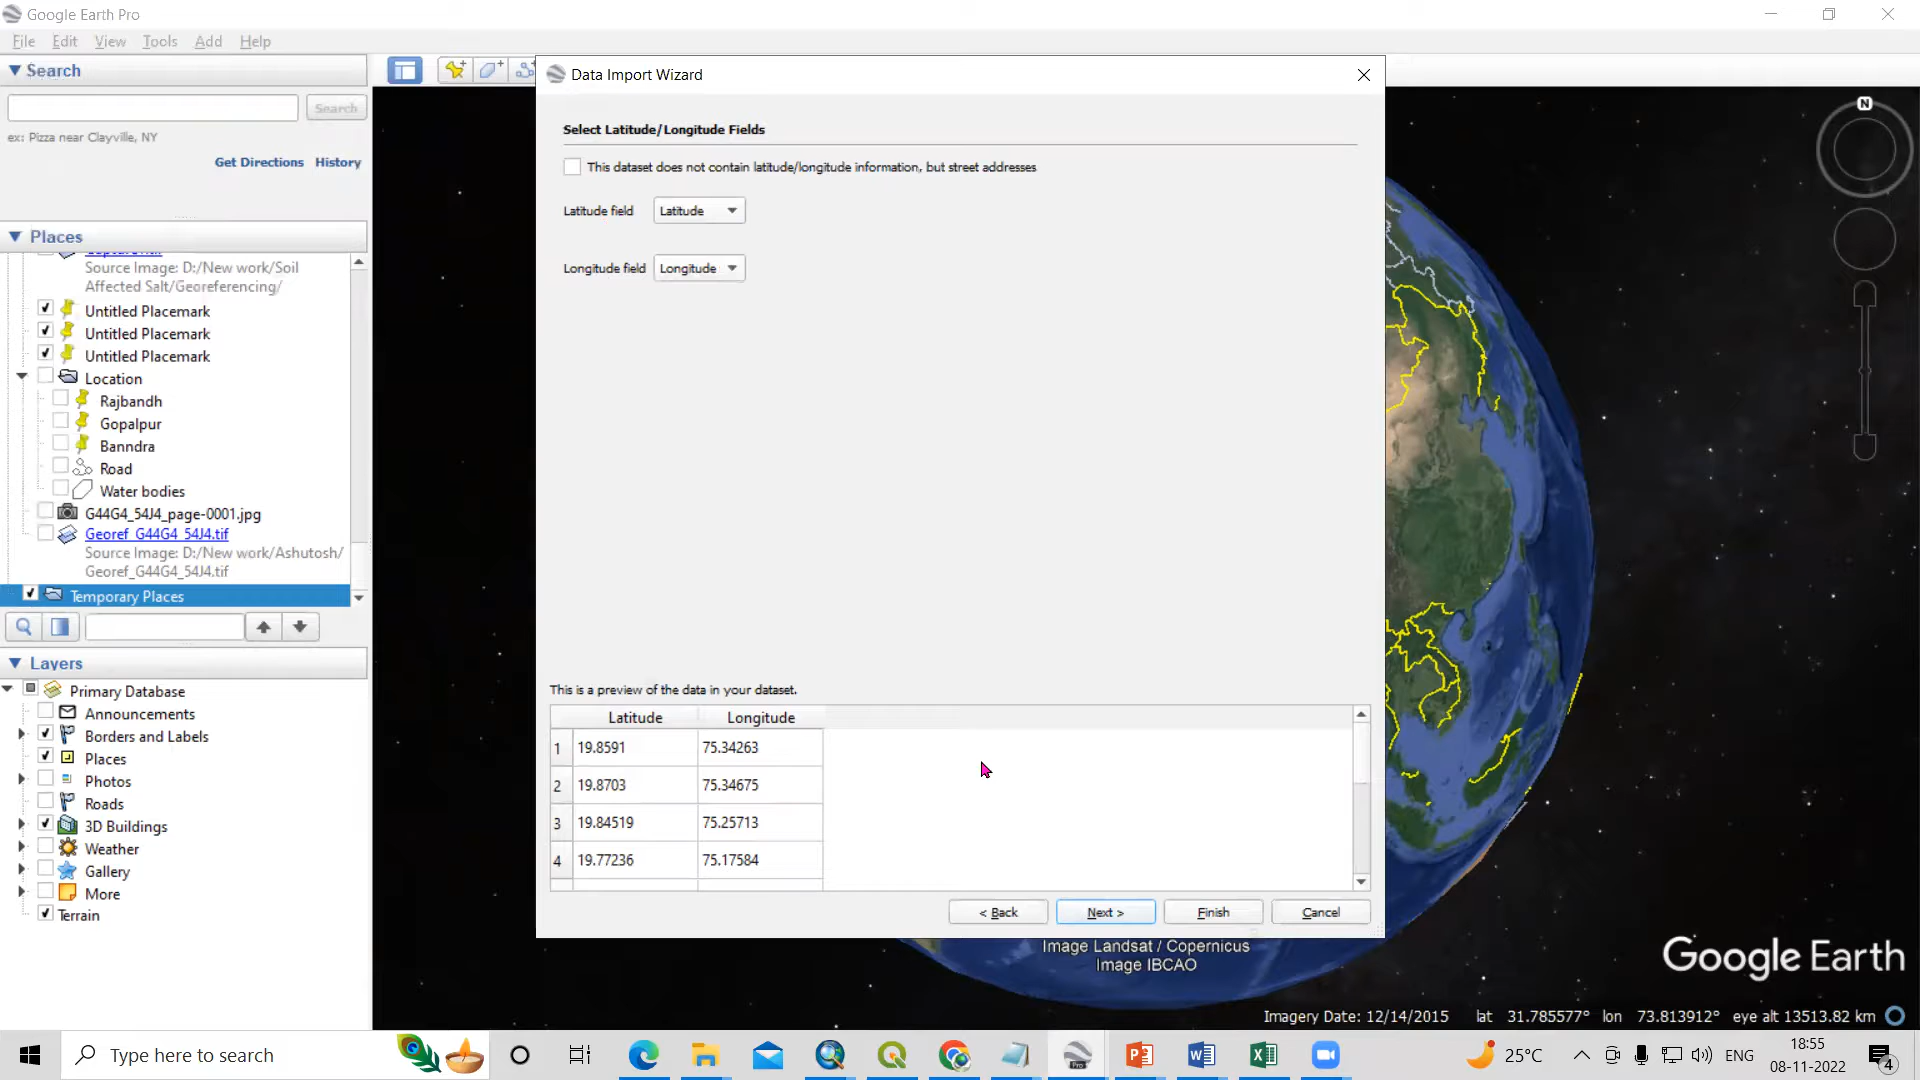 Google Earth Pro
File Edit View Tools Add Help
Search
Search
ex: Pizza near Clayville, NY
Get Directions History
Places
Source Image: D:/New work/Soil
Affected Salt/Georeferencing/
Untitled Placemark
Untitled Placemark
Untitled Placemark
Location
Rajbandh
Gopalpur
Banndra
Road
Water bodies
G44G4_54J4_page-0001.jpg
Georef_G44G4_54J4.tif
Source Image: D:/New work/Ashutosh/
Georef_G44G4_54J4.tif
Temporary Places
Layers
Primary Database
Announcements
Borders and Labels
Places
Photos
Roads
3D Buildings
Weather
Gallery
More
Terrain
Data Import Wizard
Select Latitude/Longitude Fields
This dataset does not contain latitude/longitude information, but street addresses
Latitude field Latitude
Longitude field Longitude
This is a preview of the data in your dataset.
Latitude Longitude
1 19.8591 75.34263
2 19.8703 75.34675
3 19.84519 75.25713
4 19.77236 75.17584
< Back Next > Finish Cancel
N
Image Landsat / Copernicus
Image IBCAO
Google Earth
Imagery Date: 12/14/2015 lat 31.785577° lon 73.813912° eye alt 13513.82 km
Type here to search
Pro
25°C
ENG
18:55
08-11-2022
4